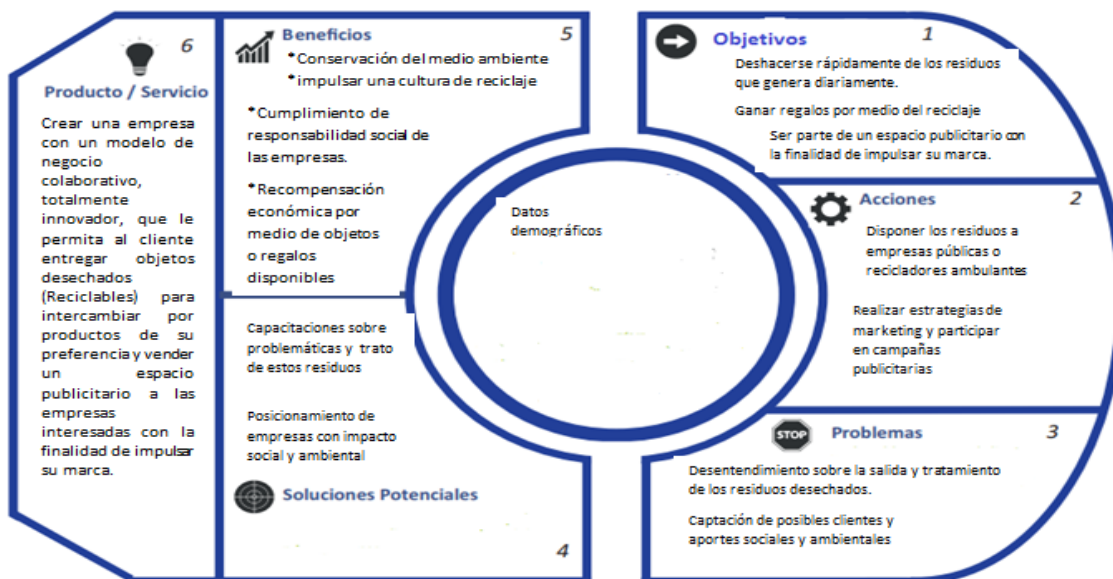 6
Producto / Servicio
Crear una empresa
con un modelo de
negocio
colaborativo,
totalmente
innovador, que le
permita al cliente
entregar objetos
desechados
(Reciclables) para
intercambiar por
productos de su
preferencia y vender
un espacio
publicitario a las
empresas
interesadas con la
finalidad de impulsar
su marca.
Beneficios
5
*Conservación del medio ambiente
*impulsar una cultura de reciclaje
*Cumplimiento de
responsabilidad social de
las empresas.
*Recompensación
económica por
medio de objetos
o regalos
disponibles
Capacitaciones sobre
problemáticas y trato
de estos residuos
Posicionamiento de
empresas con impacto
social y ambiental
Soluciones Potenciales
4
Datos
demográficos
Objetivos
1
Deshacerse rápidamente de los residuos
que genera diariamente.
Ganar regalos por medio del reciclaje
Ser parte de un espacio publicitario con
la finalidad de impulsar su marca.
Acciones
2
Disponer los residuos a
empresas públicas o
recicladores ambulantes
Realizar estrategias de
marketing y participar
en campañas
publicitarias
STOP
Problemas
3
Desentendimiento sobre la salida y tratamiento
de los residuos desechados.
Captación de posibles clientes y
aportes sociales y ambientales